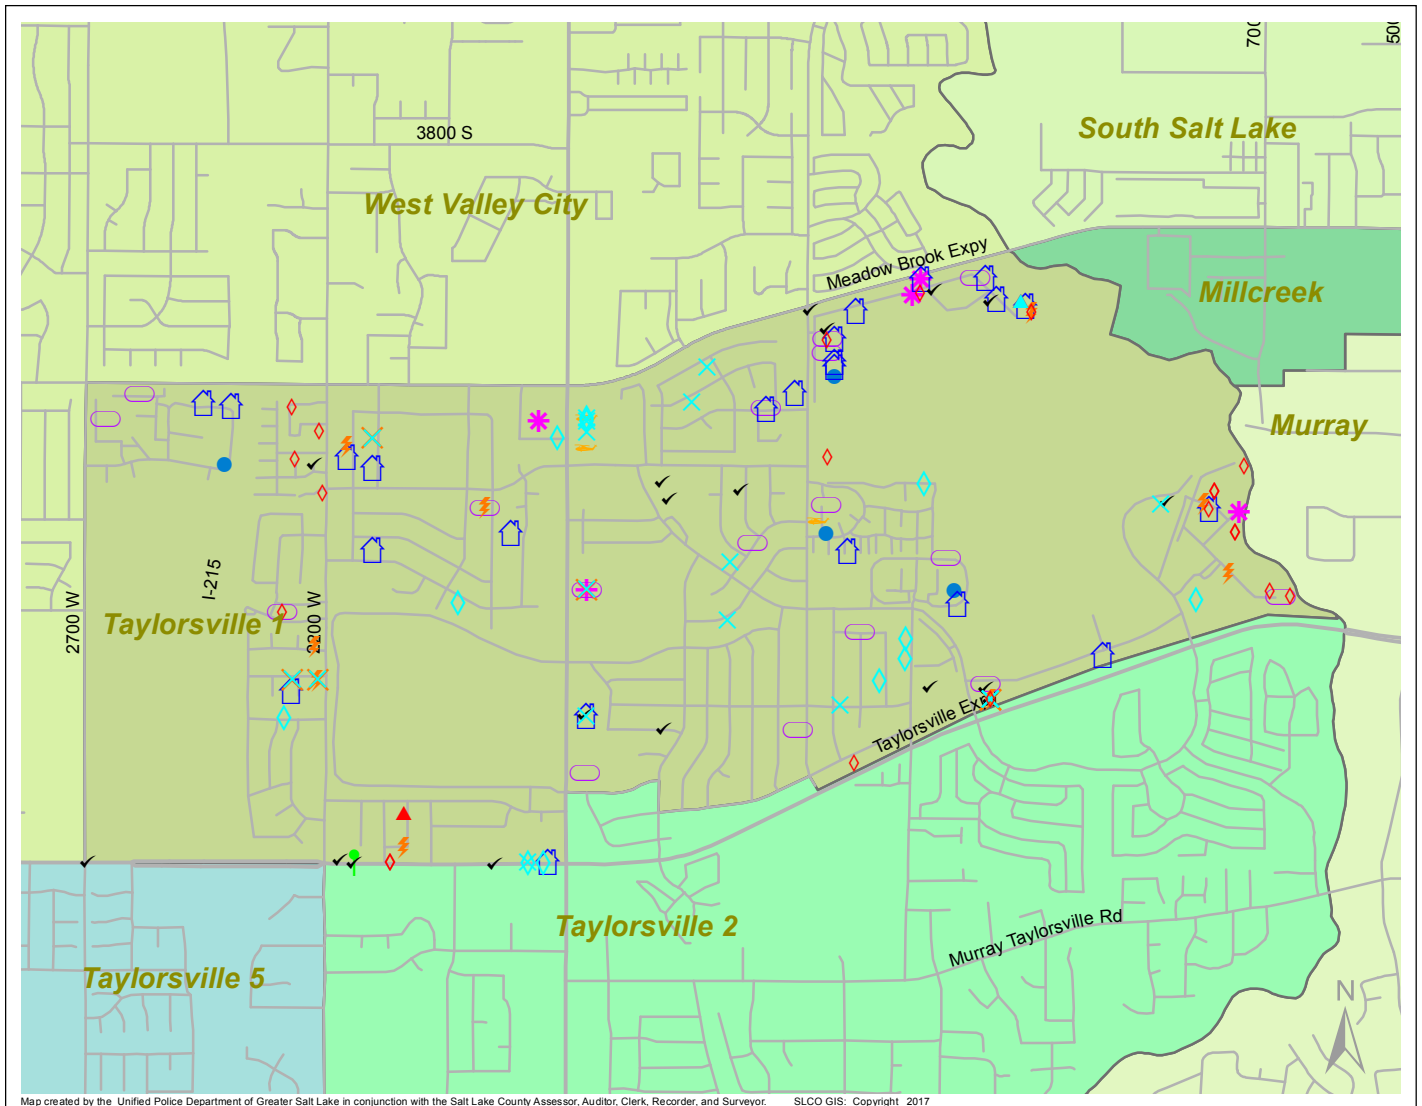 700
500
South Salt Lake
3800 S
West Valley City
Meadow Brook Expy
Millcreek
Murray
I-215
2700 W
2300 W
Taylorsville 1
Taylorsville
Taylorsville 2
Murray Taylorsville Rd
Taylorsville 5
N
Map created by the Unified Police Department of Greater Salt Lake in conjunction with the Salt Lake County Assessor, Auditor, Clerk, Recorder, and Surveyor. SLCO GIS: Copyright 2017